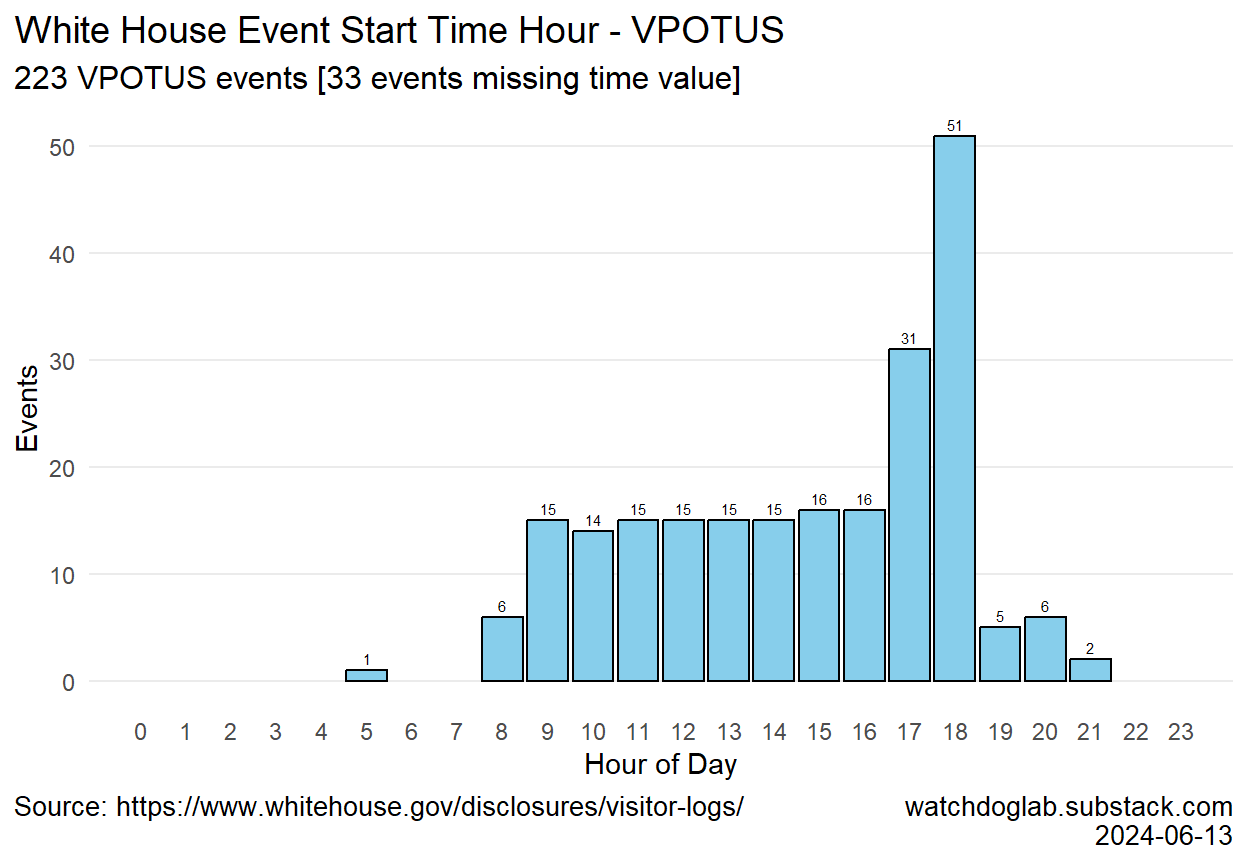 White House Event Start Time Hour - VPOTUS
223 VPOTUS events [33 events missing time value]
51
50
40
31
30
20
16 16
15 14 15 15 15 15
10
6
5 6
2
1
0
Events
0 1 2 3 4 5 6 7 8 9 10 11 12 13 14 15 16 17 18 19 20 21 22 23
Hour of Day
Source: https://www.whitehouse.gov/disclosures/visitor-logs/
watchdoglab.substack.com
2024-06-13